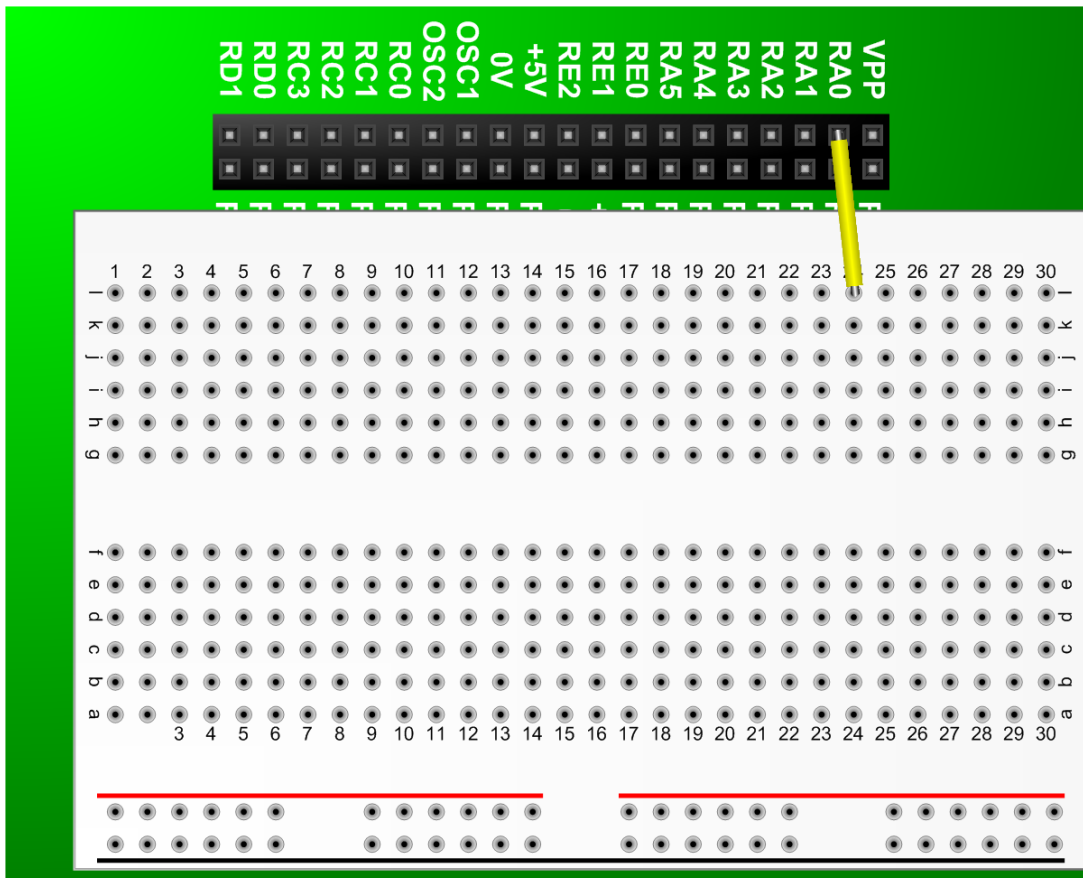 RD1 RD0 RC3 RC2 RC1 RC0 OSC2 OSC1 0V +5V RE2 RE1 RE0 RA5 RA4 RA3 RA2 RA1 RA0 VPP
1 2 3 4 5 6 7 8 9 10 11 12 13 14 15 16 17 18 19 20 21 22 23 25 26 27 28 29 30
l l
k k
j j
i i
h h
g g
f f
e e
d d
c c
b b
a a
3 4 5 6 7 8 9 10 11 12 13 14 15 16 17 18 19 20 21 22 23 24 25 26 27 28 29 30